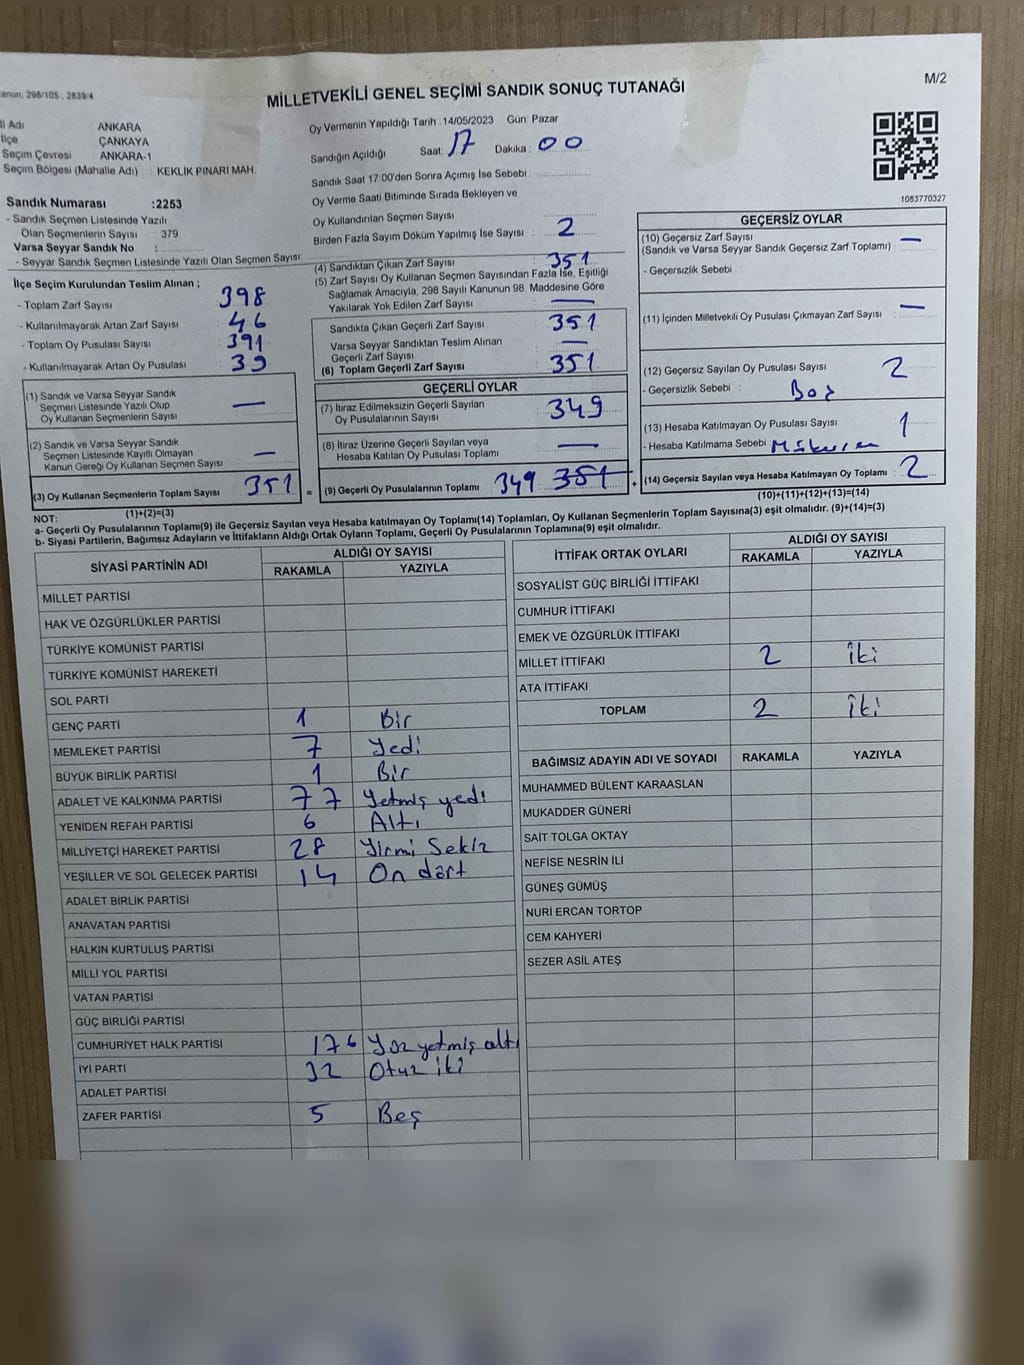 M/2
anun. 298/105 . 2839/4
MİLLETVEKİLİ GENEL SEÇİMİ SANDIK SONUÇ TUTANAĞI
l Adı ANKARA
İlçe ÇANKAYA
Seçim Çevresi ANKARA-1
Seçim Bölgesi (Mahalle Adı) : KEKLİK PINARI MAH.
Sandık Numarası :2253
- Sandık Seçmen Listesinde Yazılı
Olan Seçmenlerin Sayısı : 379
Varsa Seyyar Sandık No :
- Seyyar Sandık Seçmen Listesinde Yazılı Olan Seçmen Sayısı:
İlçe Seçim Kurulundan Teslim Alınan ;
- Toplam Zarf Sayısı : 398
- Kullanılmayarak Artan Zarf Sayısı : 46
- Toplam Oy Pusulası Sayısı : 391
- Kullanılmayarak Artan Oy Pusulası : 39
(1) Sandık ve Varsa Seyyar Sandık
Seçmen Listesinde Yazılı Olup
Oy Kullanan Seçmenlerin Sayısı —
(2) Sandık ve Varsa Seyyar Sandık
Seçmen Listesinde Kayıtlı Olmayan
Kanun Gereği Oy Kullanan Seçmen Sayısı —
(3) Oy Kullanan Seçmenlerin Toplam Sayısı 351 =
(1)+(2)=(3)
Oy Vermenin Yapıldığı Tarih :14/05/2023 Gün: Pazar
Sandığın Açıldığı Saat: 17 Dakika : 00
Sandık Saat 17:00'den Sonra Açımış İse Sebebi :
Oy Verme Saati Bitiminde Sırada Bekleyen ve
Oy Kullandırılan Seçmen Sayısı :
Birden Fazla Sayım Döküm Yapılmış İse Sayısı : 2
(4) Sandıktan Çıkan Zarf Sayısı : 351
(5) Zarf Sayısı Oy Kullanan Seçmen Sayısından Fazla İse, Eşitliği
Sağlamak Amacıyla, 298 Sayılı Kanunun 98. Maddesine Göre
Yakılarak Yok Edilen Zarf Sayısı : —
Sandıkta Çıkan Geçerli Zarf Sayısı : 351
Varsa Seyyar Sandıktan Teslim Alınan
Geçerli Zarf Sayısı : —
(6) Toplam Geçerli Zarf Sayısı : 351
GEÇERLİ OYLAR
(7) İtiraz Edilmeksizin Geçerli Sayılan
Oy Pusulalarının Sayısı : 349
(8) İtiraz Üzerine Geçerli Sayılan veya
Hesaba Katılan Oy Pusulası Toplamı : —
(9) Geçerli Oy Pusulalarının Toplamı 349 351 +
1083770327
GEÇERSİZ OYLAR
(10) Geçersiz Zarf Sayısı : —
(Sandık ve Varsa Seyyar Sandık Geçersiz Zarf Toplamı)
- Geçersizlik Sebebi :
(11) İçinden Milletvekili Oy Pusulası Çıkmayan Zarf Sayısı : —
(12) Geçersiz Sayılan Oy Pusulası Sayısı : 2
- Geçersizlik Sebebi : Boş
(13) Hesaba Katılmayan Oy Pusulası Sayısı : 1
- Hesaba Katılmama Sebebi
(14) Geçersiz Sayılan veya Hesaba Katılmayan Oy Toplamı : 2
(10)+(11)+(12)+(13)=(14)
NOT:
a- Geçerli Oy Pusulalarının Toplamı(9) ile Geçersiz Sayılan veya Hesaba katılmayan Oy Toplamı(14) Toplamları, Oy Kullanan Seçmenlerin Toplam Sayısına(3) eşit olmalıdır. (9)+(14)=(3)
b- Siyasi Partilerin, Bağımsız Adayların ve İttifakların Aldığı Ortak Oyların Toplamı, Geçerli Oy Pusulalarının Toplamına(9) eşit olmalıdır.
SİYASİ PARTİNİN ADI ALDIĞI OY SAYISI
RAKAMLA YAZIYLA
MİLLET PARTİSİ
HAK VE ÖZGÜRLÜKLER PARTİSİ
TÜRKİYE KOMÜNİST PARTİSİ
TÜRKİYE KOMÜNİST HAREKETİ
SOL PARTİ
GENÇ PARTİ 1 Bir
MEMLEKET PARTİSİ 7 Yedi
BÜYÜK BİRLİK PARTİSİ 1 Bir
ADALET VE KALKINMA PARTİSİ 77 Yetmiş yedi
YENİDEN REFAH PARTİSİ 6 Altı
MİLLİYETÇİ HAREKET PARTİSİ 28 Yirmi Sekiz
YEŞİLLER VE SOL GELECEK PARTİSİ 14 On dört
ADALET BİRLİK PARTİSİ
ANAVATAN PARTİSİ
HALKIN KURTULUŞ PARTİSİ
MİLLİ YOL PARTİSİ
VATAN PARTİSİ
GÜÇ BİRLİĞİ PARTİSİ
CUMHURİYET HALK PARTİSİ 176 Yüz yetmiş altı
İYİ PARTİ 32 Otuz iki
ADALET PARTİSİ
ZAFER PARTİSİ 5 Beş
İTTİFAK ORTAK OYLARI ALDIĞI OY SAYISI
RAKAMLA YAZIYLA
SOSYALİST GÜÇ BİRLİĞİ İTTİFAKI
CUMHUR İTTİFAKI
EMEK VE ÖZGÜRLÜK İTTİFAKI
MİLLET İTTİFAKI 2 İki
ATA İTTİFAKI
TOPLAM 2 İki
BAĞIMSIZ ADAYIN ADI VE SOYADI RAKAMLA YAZIYLA
MUHAMMED BÜLENT KARAASLAN
MUKADDER GÜNERİ
SAİT TOLGA OKTAY
NEFİSE NESRİN İLİ
GÜNEŞ GÜMÜŞ
NURİ ERCAN TORTOP
CEM KAHYERİ
SEZER ASİL ATEŞ